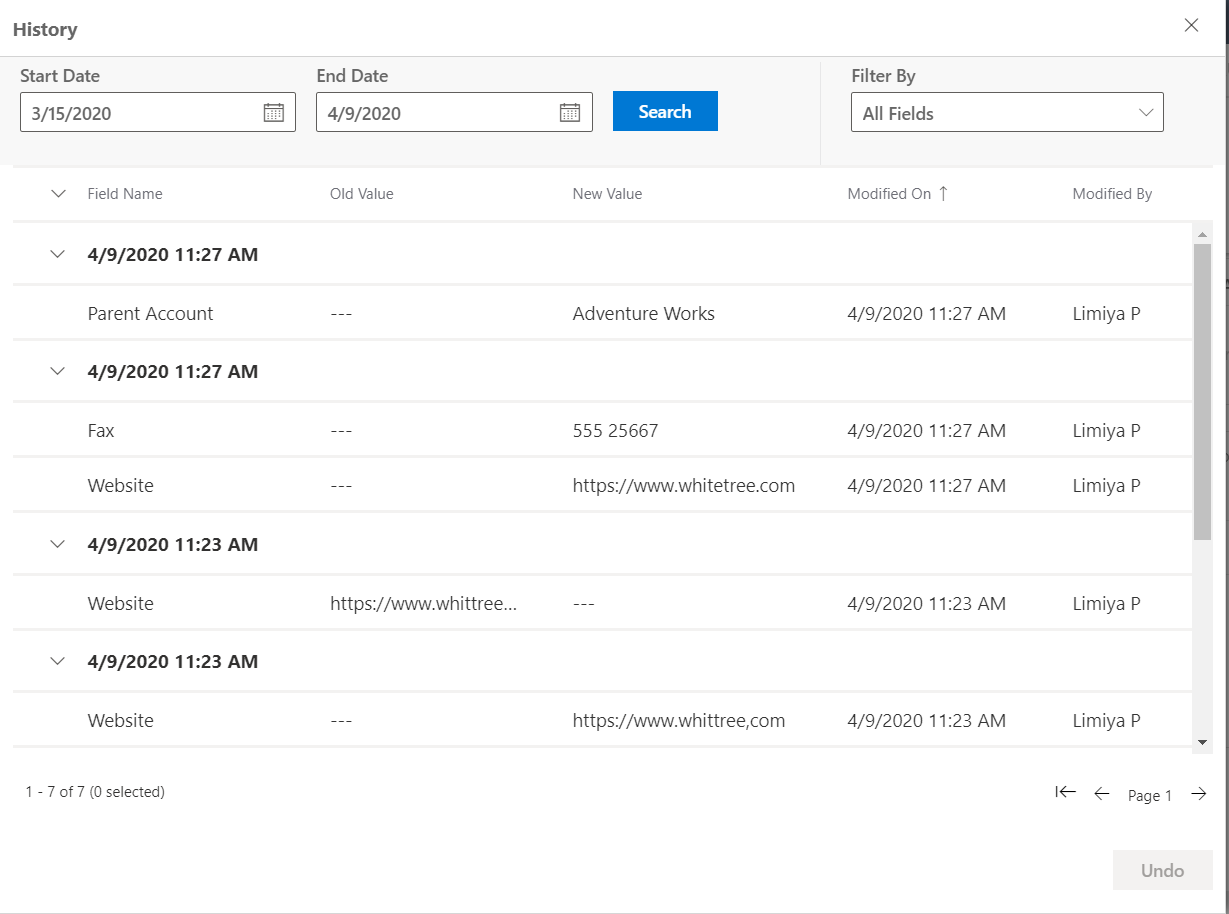 History
Start Date End Date Filter By
3/15/2020 4/9/2020 Search All Fields
Field Name Old Value New Value Modified On ↑ Modified By
4/9/2020 11:27 AM
Parent Account --- Adventure Works 4/9/2020 11:27 AM Limiya P
4/9/2020 11:27 AM
Fax --- 555 25667 4/9/2020 11:27 AM Limiya P
Website --- https://www.whitetree.com 4/9/2020 11:27 AM Limiya P
4/9/2020 11:23 AM
Website https://www.whittree... --- 4/9/2020 11:23 AM Limiya P
4/9/2020 11:23 AM
Website --- https://www.whittree,com 4/9/2020 11:23 AM Limiya P
1 - 7 of 7 (0 selected) Page 1
Undo